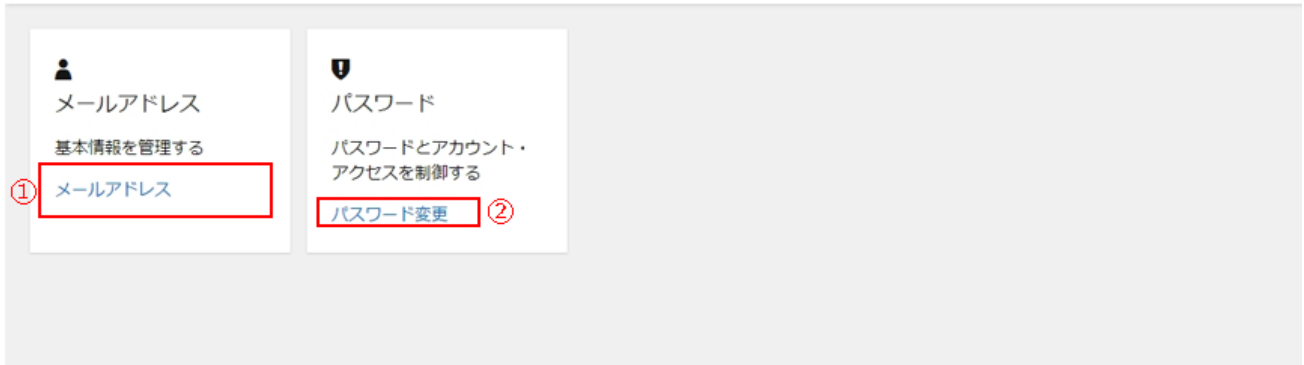 メールアドレス
基本情報を管理する
① メールアドレス
パスワード
パスワードとアカウント・
アクセスを制御する
パスワード変更 ②